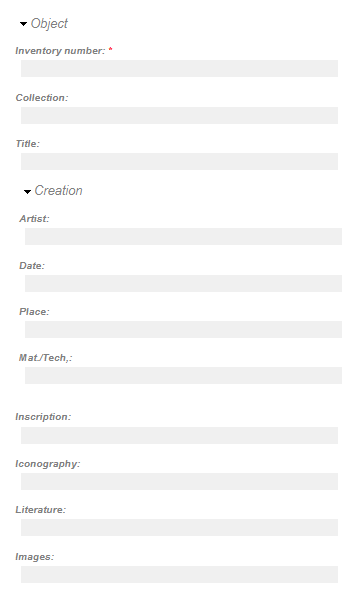 Object
Inventory number: *
Collection:
Title:
Creation
Artist:
Date:
Place:
Mat./Tech,:
Inscription:
Iconography:
Literature:
Images: